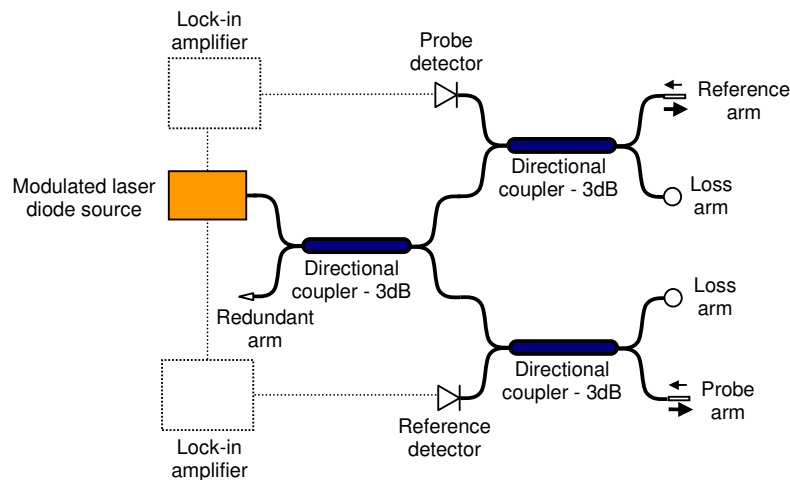 Lock-in
amplifier
Probe
detector
Reference
arm
Directional
coupler - 3dB
Loss
arm
Modulated laser
diode source
Directional
coupler - 3dB
Redundant
arm
Loss
arm
Directional
coupler - 3dB
Probe
arm
Reference
detector
Lock-in
amplifier